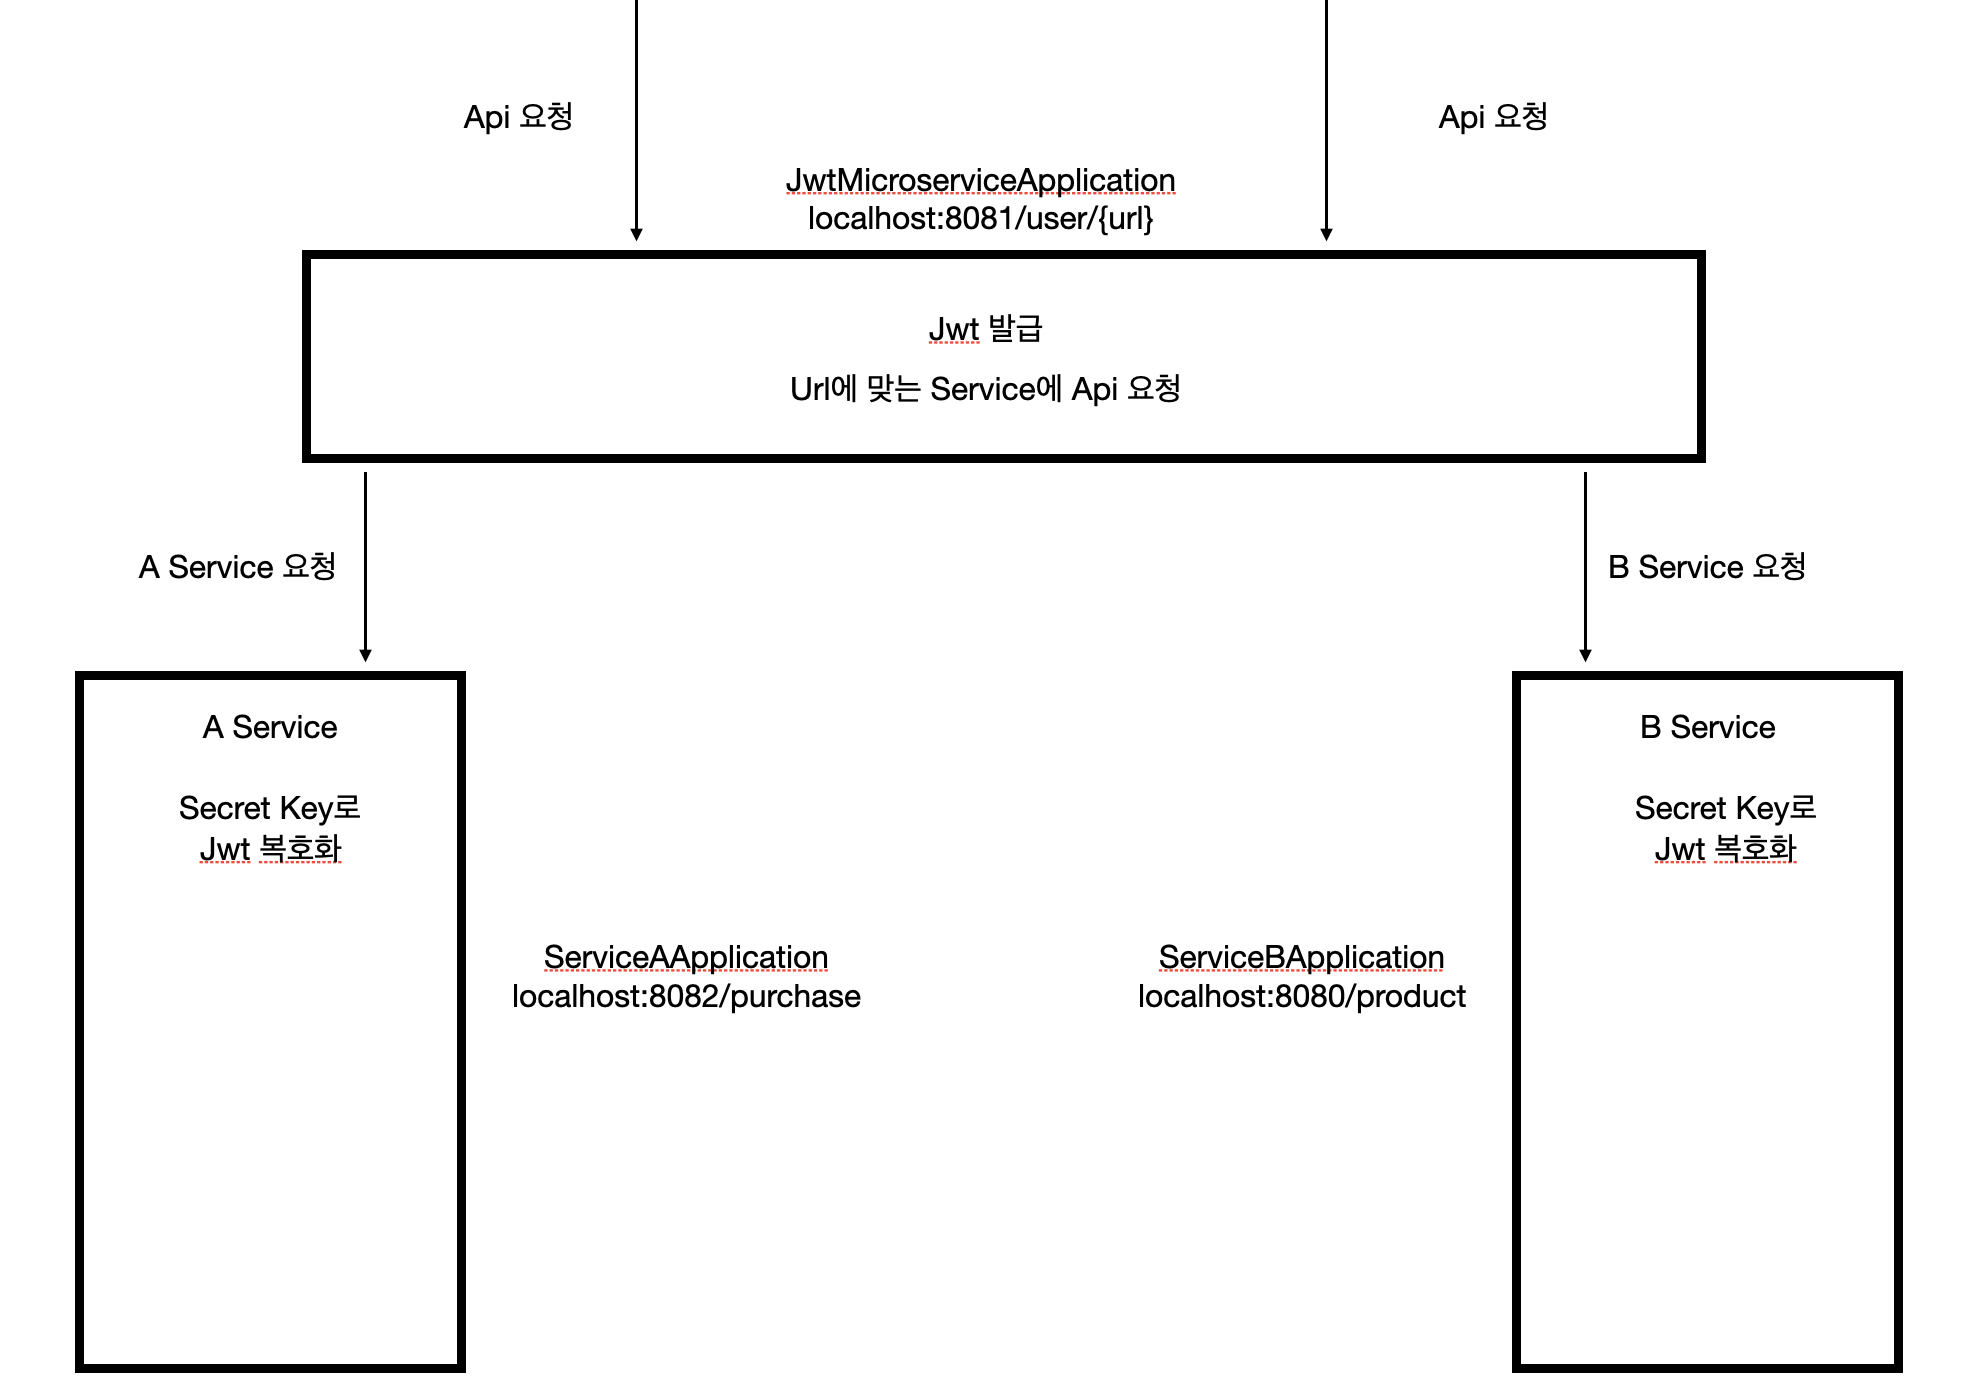 Api 요청
Api 요청
JwtMicroserviceApplication
localhost:8081/user/{url}
Jwt 발급
Url에 맞는 Service에 Api 요청
A Service 요청
B Service 요청
A Service
Secret Key로
Jwt 복호화
B Service
Secret Key로
Jwt 복호화
ServiceAApplication
localhost:8082/purchase
ServiceBApplication
localhost:8080/product